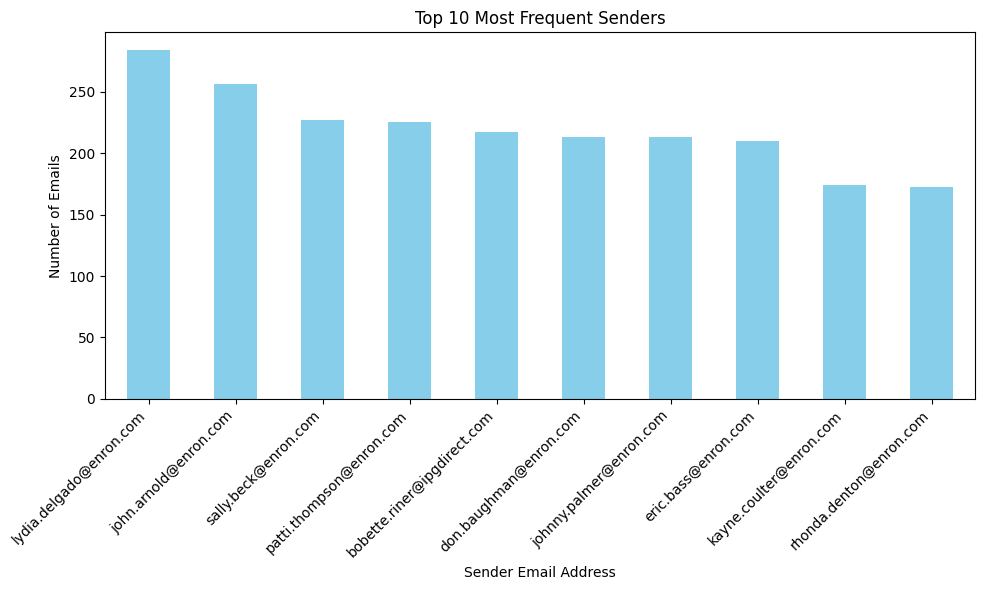 Top 10 Most Frequent Senders
Number of Emails
250
200
150
100
50
0
lydia.delgado@enron.com
john.arnold@enron.com
sally.beck@enron.com
patti.thompson@enron.com
bobette.riner@ipgdirect.com
don.baughman@enron.com
johnny.palmer@enron.com
eric.bass@enron.com
kayne.coulter@enron.com
rhonda.denton@enron.com
Sender Email Address